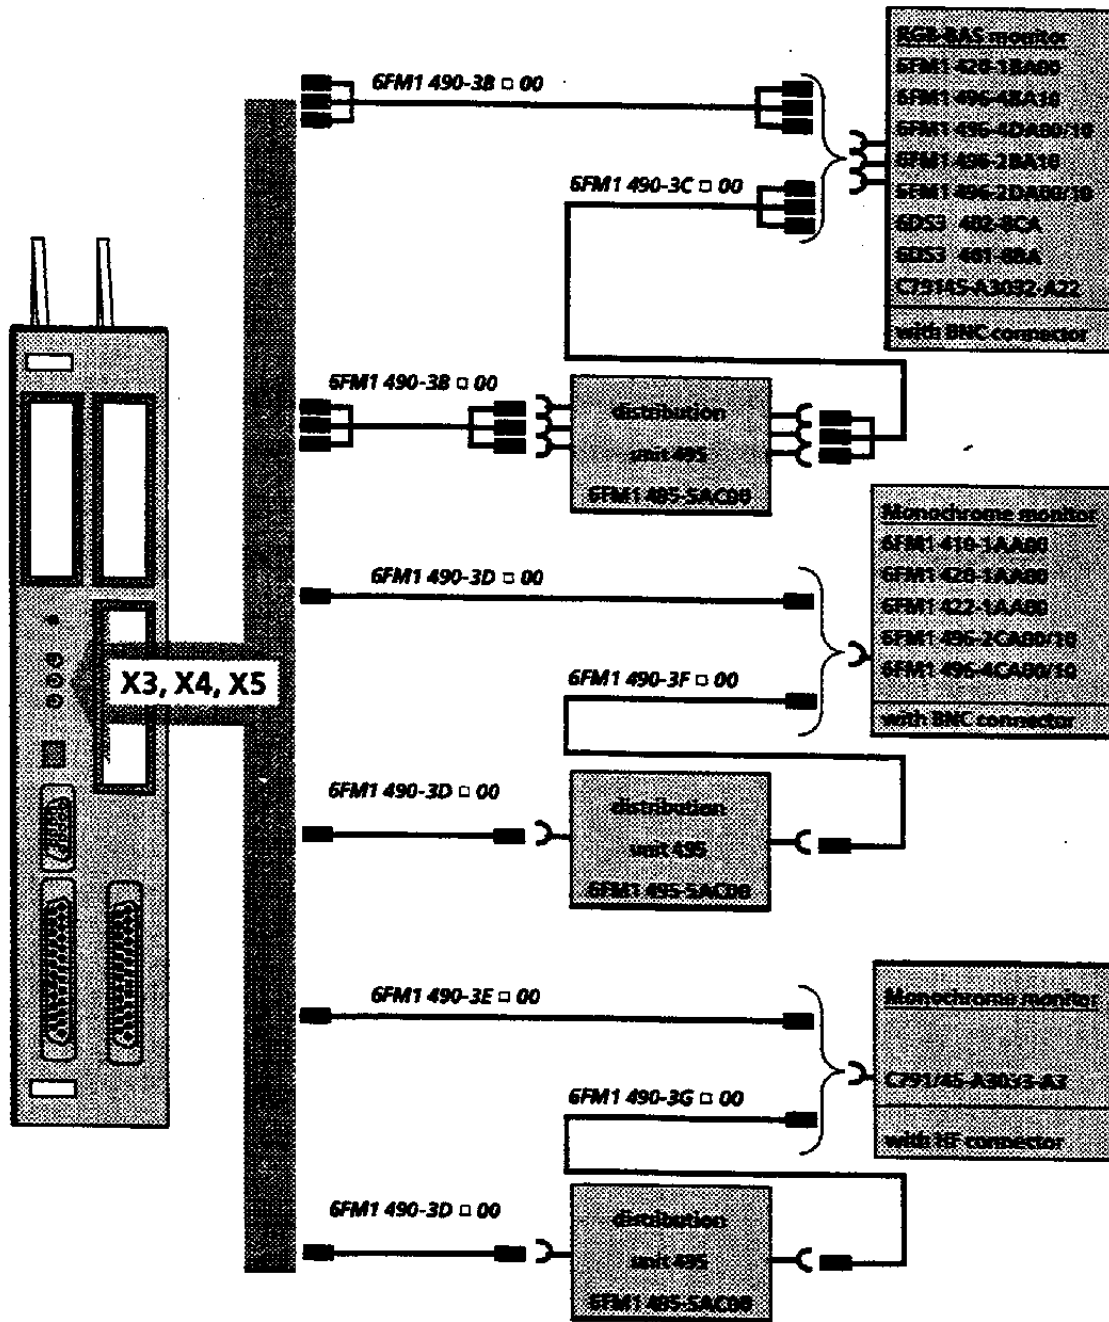 6FM1 490-3B □ 00
RGB-BAS monitor
6FM1 420-1BA00
6FM1 496-4BA10
6FM1 496-4DA00/10
6FM1 496-2BA10
6FM1 496-2DA00/10
6DS3 402-8CA
6DS3 401-8BA
C79145-A3032-A22
with BNC connector
6FM1 490-3C □ 00
6FM1 490-3B □ 00
distribution
unit 495
6FM1 495-5AC00
Monochrome monitor
6FM1 410-1AA00
6FM1 420-1AA00
6FM1 422-1AA00
6FM1 496-2CA00/10
6FM1 496-4CA00/10
with BNC connector
6FM1 490-3D □ 00
X3, X4, X5
6FM1 490-3F □ 00
6FM1 490-3D □ 00
distribution
unit 495
6FM1 495-5AC00
6FM1 490-3E □ 00
Monochrome monitor
with HF connector
6FM1 490-3G □ 00
6FM1 490-3D □ 00
distribution
unit 495
6FM1 495-5AC00